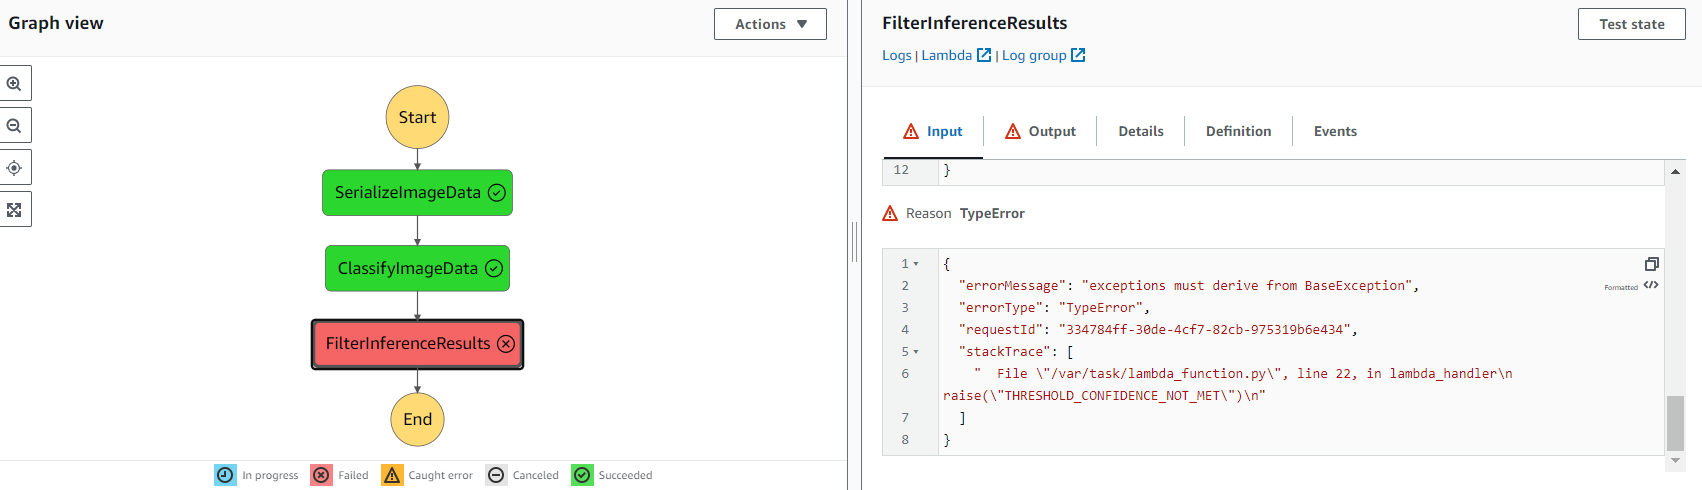 Graph view
Actions
Start
SerializeImageData
ClassifyImageData
FilterInferenceResults
End
In progress
Failed
Caught error
Canceled
Succeeded
FilterInferenceResults
Test state
Logs | Lambda | Log group
Input
Output
Details
Definition
Events
12 }
Reason TypeError
Formatted
1 {
2 "errorMessage": "exceptions must derive from BaseException",
3 "errorType": "TypeError",
4 "requestId": "334784ff-30de-4cf7-82cb-975319b6e434",
5 "stackTrace": [
6 "  File \"/var/task/lambda_function.py\", line 22, in lambda_handler\n
raise(\"THRESHOLD_CONFIDENCE_NOT_MET\")\n"
7 ]
8 }